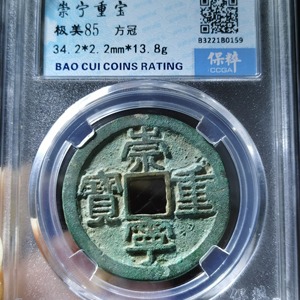 崇宁重宝
极美85 方冠
34.2*2.2mm*13.8g
BAO CUI COINS RATING
B3221B0159
保粹
CCGA
崇
寶 重
寧